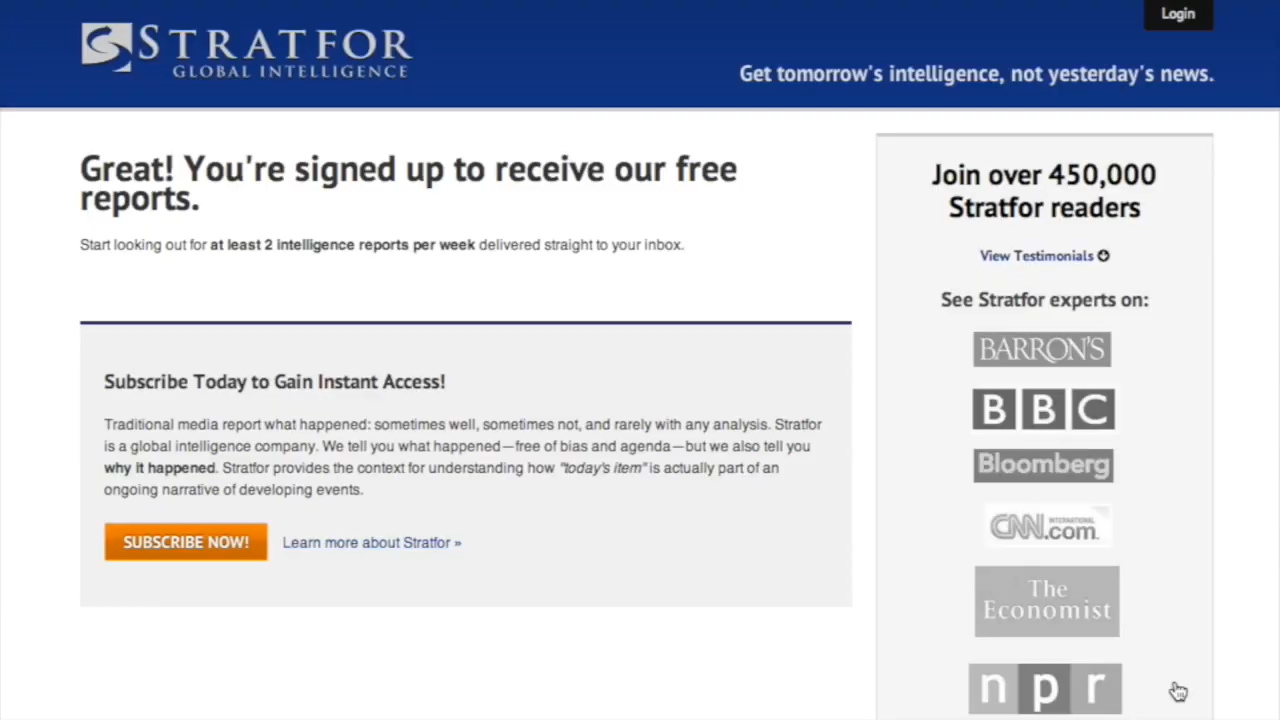 Login
STRATFOR
GLOBAL INTELLIGENCE
Get tomorrow's intelligence, not yesterday's news.
Great! You're signed up to receive our free
reports.
Start looking out for at least 2 intelligence reports per week delivered straight to your inbox.
Subscribe Today to Gain Instant Access!
Traditional media report what happened: sometimes well, sometimes not, and rarely with any analysis. Stratfor
is a global intelligence company. We tell you what happened—free of bias and agenda—but we also tell you
why it happened. Stratfor provides the context for understanding how "today's item" is actually part of an
ongoing narrative of developing events.
SUBSCRIBE NOW!
Learn more about Stratfor »
Join over 450,000
Stratfor readers
View Testimonials
See Stratfor experts on:
BARRON'S
BBC
Bloomberg
CNN.com
INTERNATIONAL
The
Economist
npr